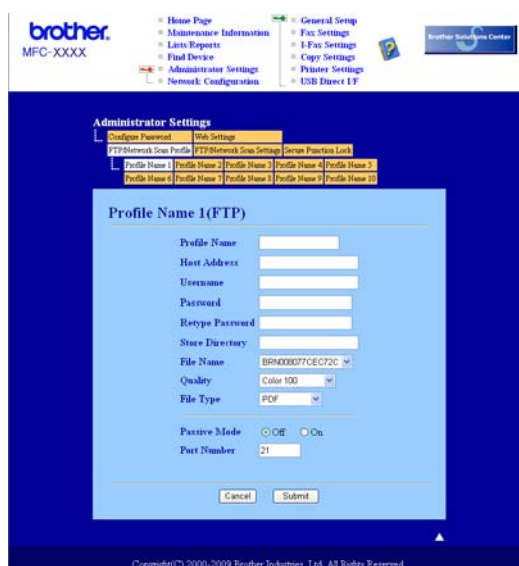 brother.
MFC-XXXX
Home Page
Maintenance Information
Lists/Reports
Find Device
Administrator Settings
Network Configuration
General Setup
Fax Settings
I-Fax Settings
Copy Settings
Printer Settings
USB Direct I/F
Brother Solutions Center
Administrator Settings
Configure Password Web Settings
FTP/Network Scan Profile FTP/Network Scan Settings Secure Function Lock
Profile Name 1 Profile Name 2 Profile Name 3 Profile Name 4 Profile Name 5
Profile Name 6 Profile Name 7 Profile Name 8 Profile Name 9 Profile Name 10
Profile Name 1(FTP)
Profile Name
Host Address
Username
Password
Retype Password
Store Directory
File Name BRN008077CEC72C
Quality Color 100
File Type PDF
Passive Mode Off On
Port Number 21
Cancel Submit
Copyright(C) 2000-2009 Brother Industries, Ltd. All Rights Reserved.